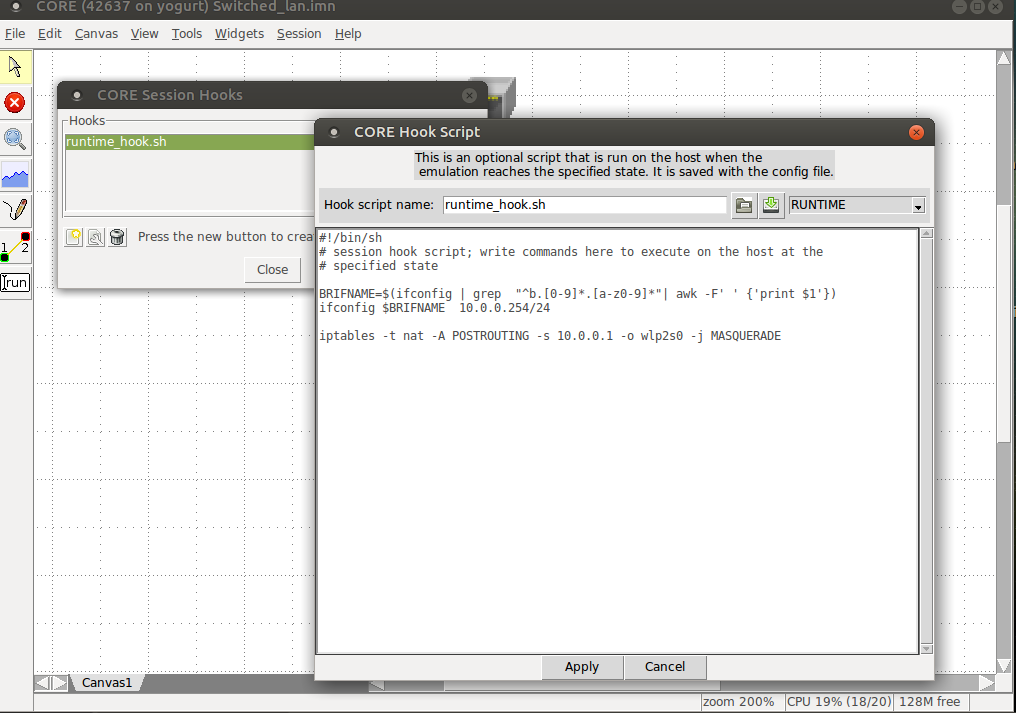 CORE (42637 on yogurt) Switched_lan.imn
File Edit Canvas View Tools Widgets Session Help
CORE Session Hooks
Hooks
runtime_hook.sh
Press the new button to crea
Close
CORE Hook Script
This is an optional script that is run on the host when the
emulation reaches the specified state. It is saved with the config file.
Hook script name: runtime_hook.sh RUNTIME
#!/bin/sh
# session hook script; write commands here to execute on the host at the
# specified state
BRIFNAME=$(ifconfig | grep  "^b.[0-9]*.[a-z0-9]*"| awk -F' ' {'print $1'})
ifconfig $BRIFNAME  10.0.0.254/24
iptables -t nat -A POSTROUTING -s 10.0.0.1 -o wlp2s0 -j MASQUERADE
Apply Cancel
1 2
run
Canvas1
zoom 200% CPU 19% (18/20) 128M free